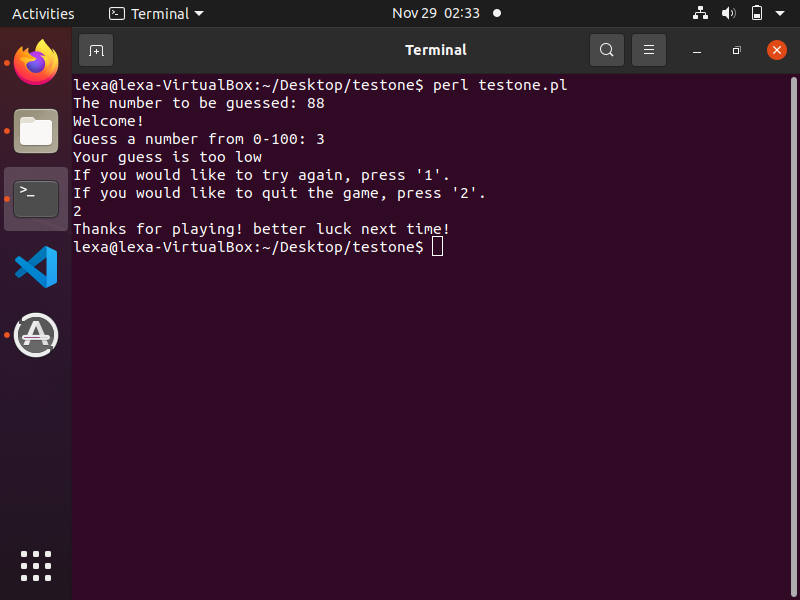 Activities Terminal Nov 29 02:33
Terminal
lexa@lexa-VirtualBox:~/Desktop/testone$ perl testone.pl
The number to be guessed: 88
Welcome!
Guess a number from 0-100: 3
Your guess is too low
If you would like to try again, press '1'.
If you would like to quit the game, press '2'.
2
Thanks for playing! better luck next time!
lexa@lexa-VirtualBox:~/Desktop/testone$